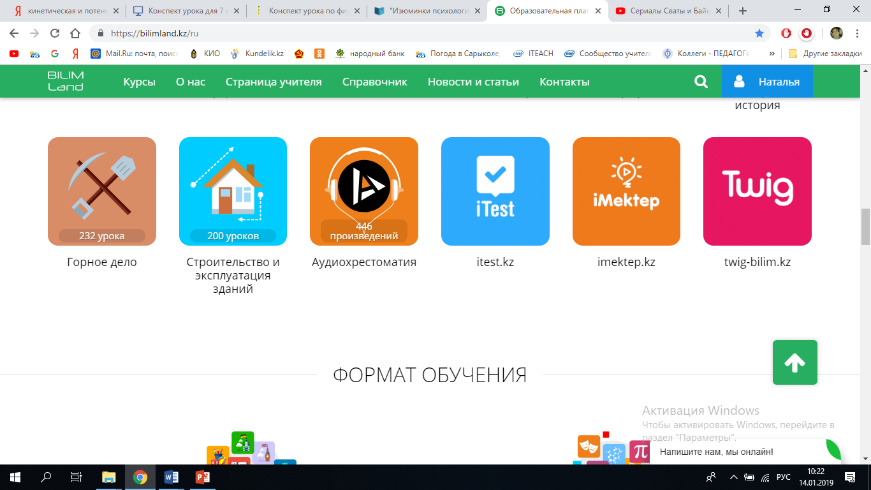 кинетическая и потен
Конспект урока для 7
Конспект урока по фи
"Изюминки психологи
Образовательная плат
Сериалы Сваты и Байк
https://bilimland.kz/ru
G
Я
Mail.Ru: почта, поиск
КИО
Kundelik.kz
народный банк
Погода в Сарыколе
ITEACH
Сообщество учителе
Коллеги - ПЕДАГОГ
Другие закладки
BILIM
Land
Курсы
О нас
Страница учителя
Справочник
Новости и статьи
Контакты
Наталья
история
232 урока
200 уроков
446
произведений
iTest
iMektep
Twig
Горное дело
Строительство и
эксплуатация
зданий
Аудиохрестоматия
itest.kz
imektep.kz
twig-bilim.kz
ФОРМАТ ОБУЧЕНИЯ
Активация Windows
Чтобы активировать Windows, перейдите в
раздел "Параметры".
Напишите нам, мы онлайн!
РУС
10:22
14.01.2019